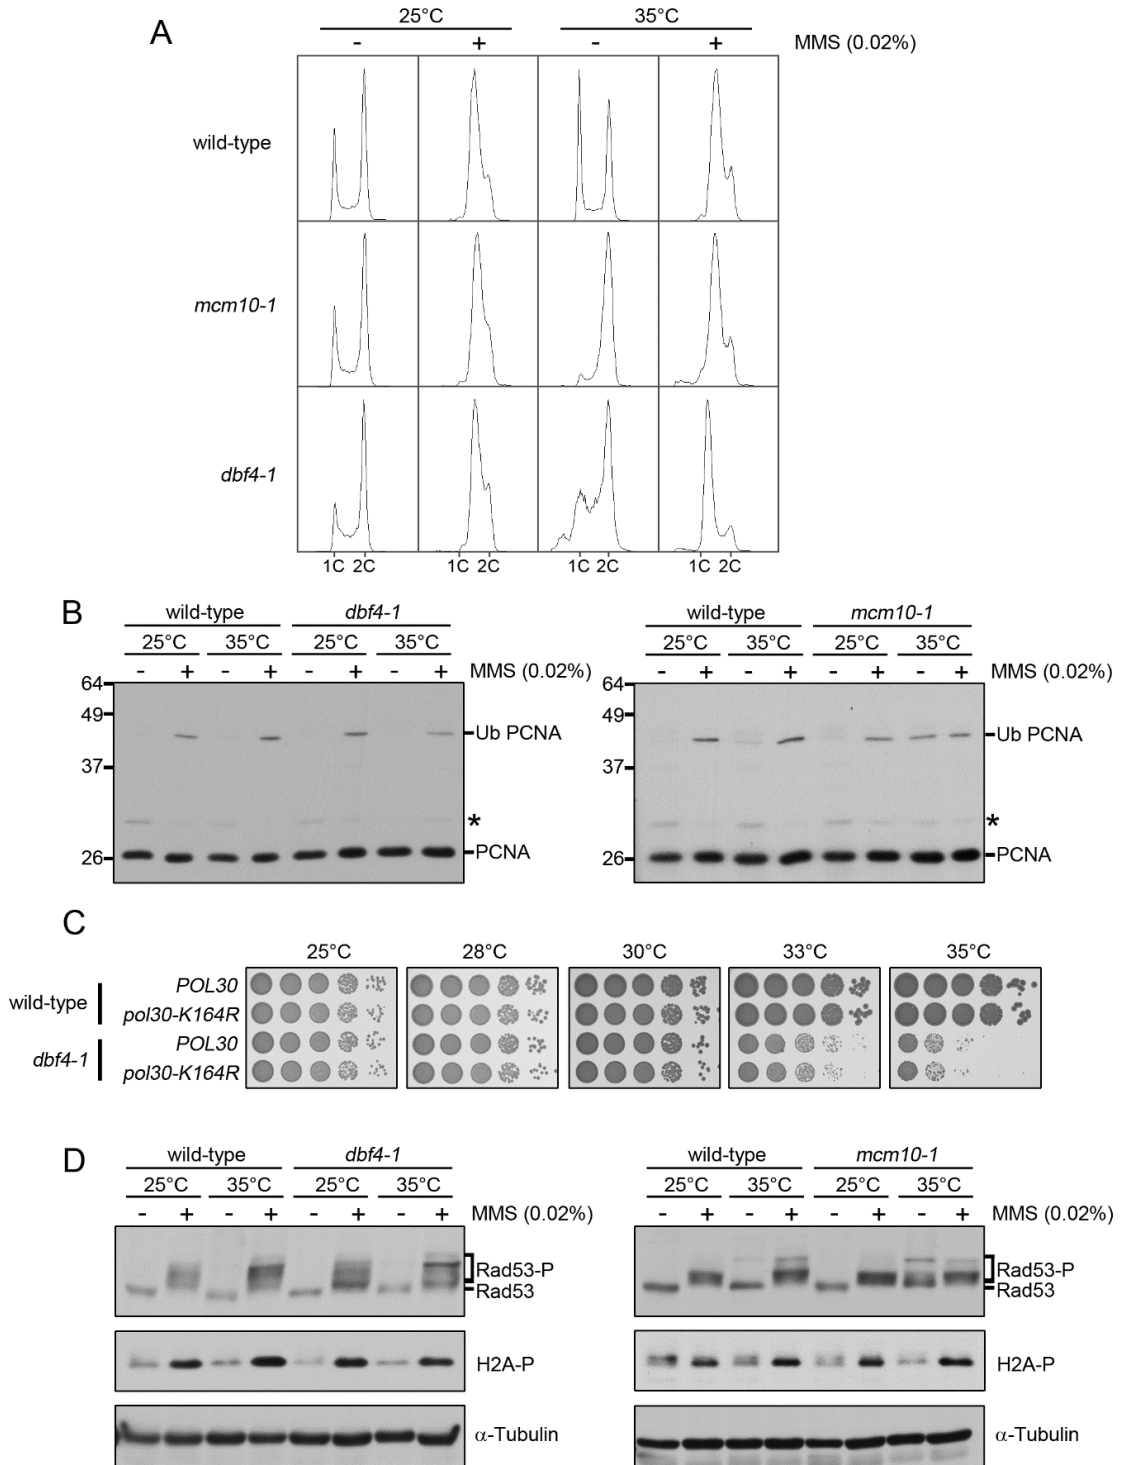 A
25°C 35°C
- + - + MMS (0.02%)
wild-type
mcm10-1
dbf4-1
1C 2C 1C 2C 1C 2C 1C 2C
B
wild-type dbf4-1 wild-type mcm10-1
25°C 35°C 25°C 35°C 25°C 35°C 25°C 35°C
- + - + - + - + MMS (0.02%) - + - + - + - + MMS (0.02%)
64 64
49 Ub PCNA 49 Ub PCNA
37 37
* *
26 PCNA 26 PCNA
C
25°C 28°C 30°C 33°C 35°C
wild-type POL30
pol30-K164R
dbf4-1 POL30
pol30-K164R
D
wild-type dbf4-1 wild-type mcm10-1
25°C 35°C 25°C 35°C 25°C 35°C 25°C 35°C
- + - + - + - + MMS (0.02%) - + - + - + - + MMS (0.02%)
Rad53-P Rad53-P
Rad53 Rad53
H2A-P H2A-P
α-Tubulin α-Tubulin